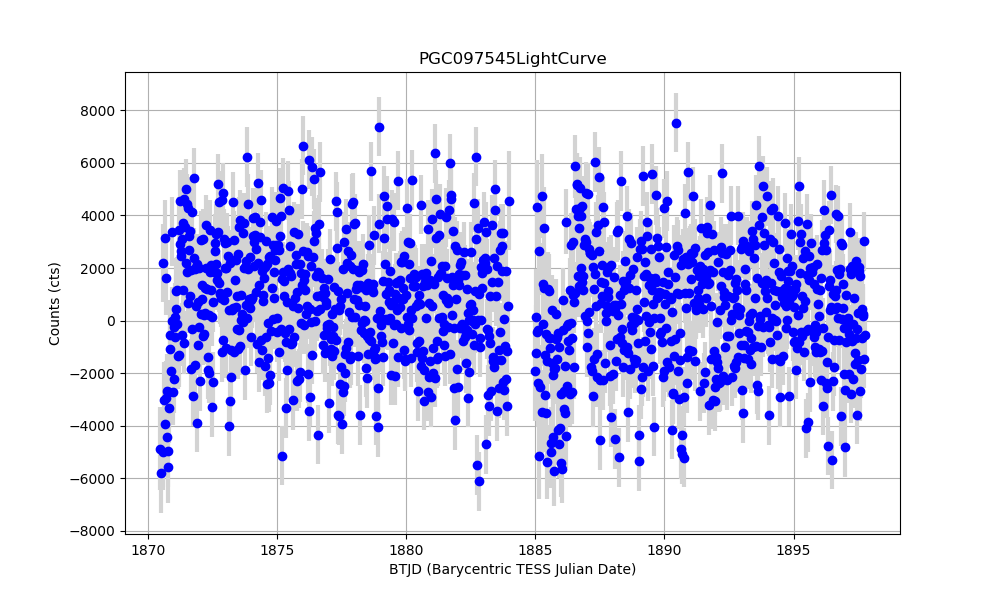 PGC097545LightCurve
Counts (cts)
8000
6000
4000
2000
0
−2000
−4000
−6000
−8000
1870 1875 1880 1885 1890 1895
BTJD (Barycentric TESS Julian Date)